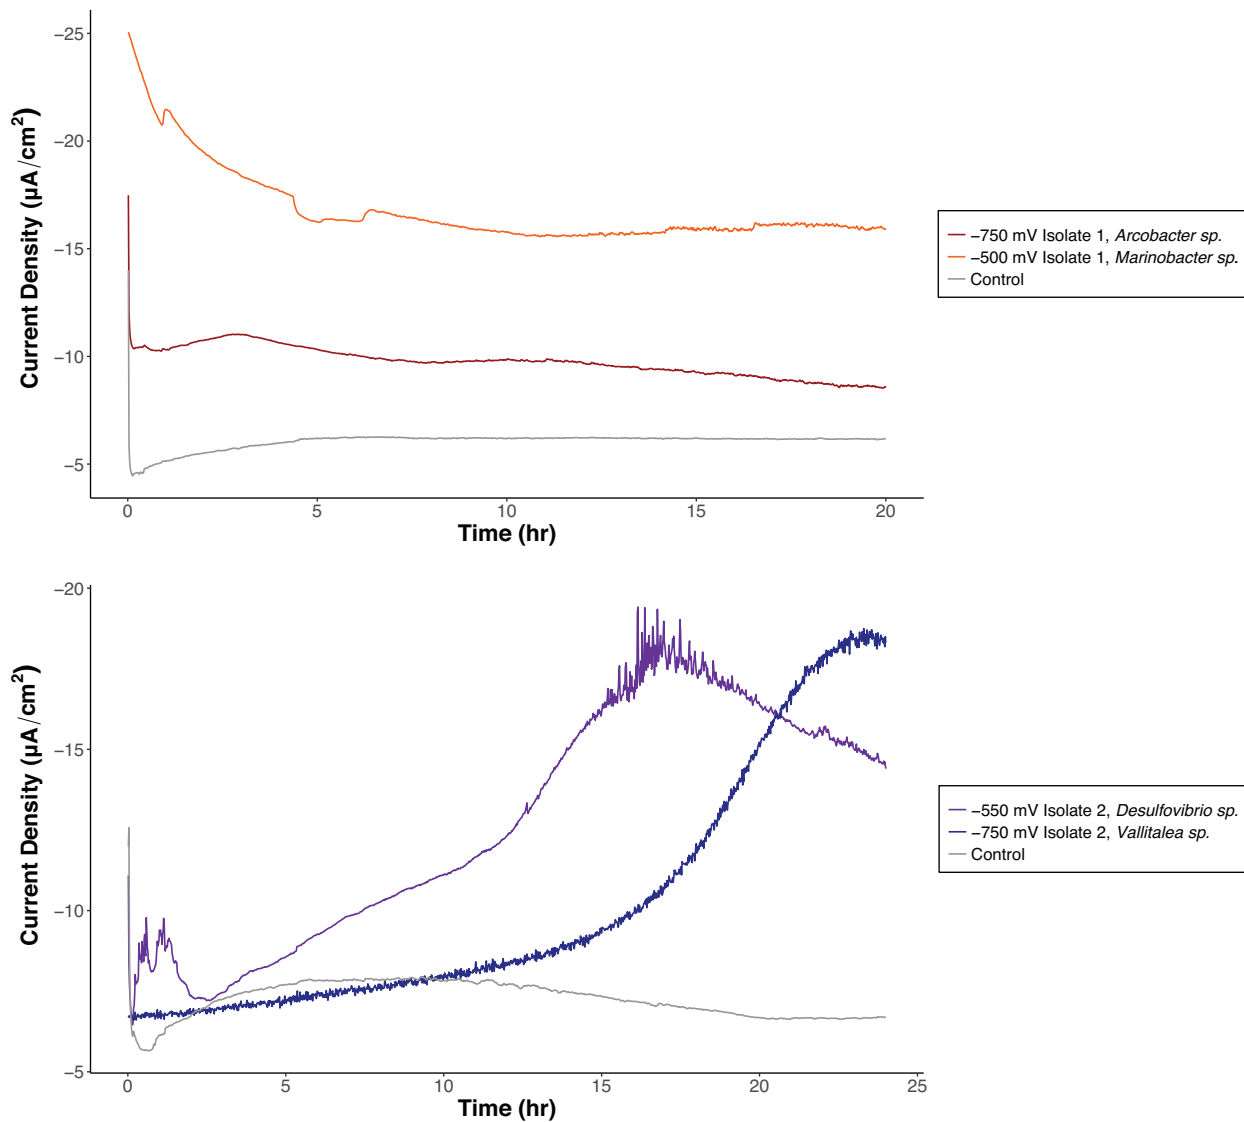 Current Density (µA/cm²)
−25
−20
−15
−10
−5
0
5
10
15
20
Time (hr)
−750 mV Isolate 1, Arcobacter sp.
−500 mV Isolate 1, Marinobacter sp.
Control
Current Density (µA/cm²)
−20
−15
−10
−5
0
5
10
15
20
25
Time (hr)
−550 mV Isolate 2, Desulfovibrio sp.
−750 mV Isolate 2, Vallitalea sp.
Control